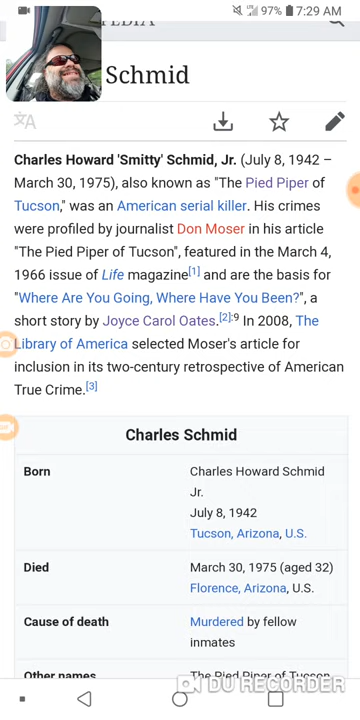 97% 7:29 AM
PEDIA
Schmid
Charles Howard 'Smitty' Schmid, Jr. (July 8, 1942 –
March 30, 1975), also known as "The Pied Piper of
Tucson," was an American serial killer. His crimes
were profiled by journalist Don Moser in his article
"The Pied Piper of Tucson", featured in the March 4,
1966 issue of Life magazine[1] and are the basis for
"Where Are You Going, Where Have You Been?", a
short story by Joyce Carol Oates.[2]:9 In 2008, The
Library of America selected Moser's article for
inclusion in its two-century retrospective of American
True Crime.[3]
Charles Schmid
Born Charles Howard Schmid
Jr.
July 8, 1942
Tucson, Arizona, U.S.
Died March 30, 1975 (aged 32)
Florence, Arizona, U.S.
Cause of death Murdered by fellow
inmates
Other names The Pied Piper of Tucson
DU RECORDER